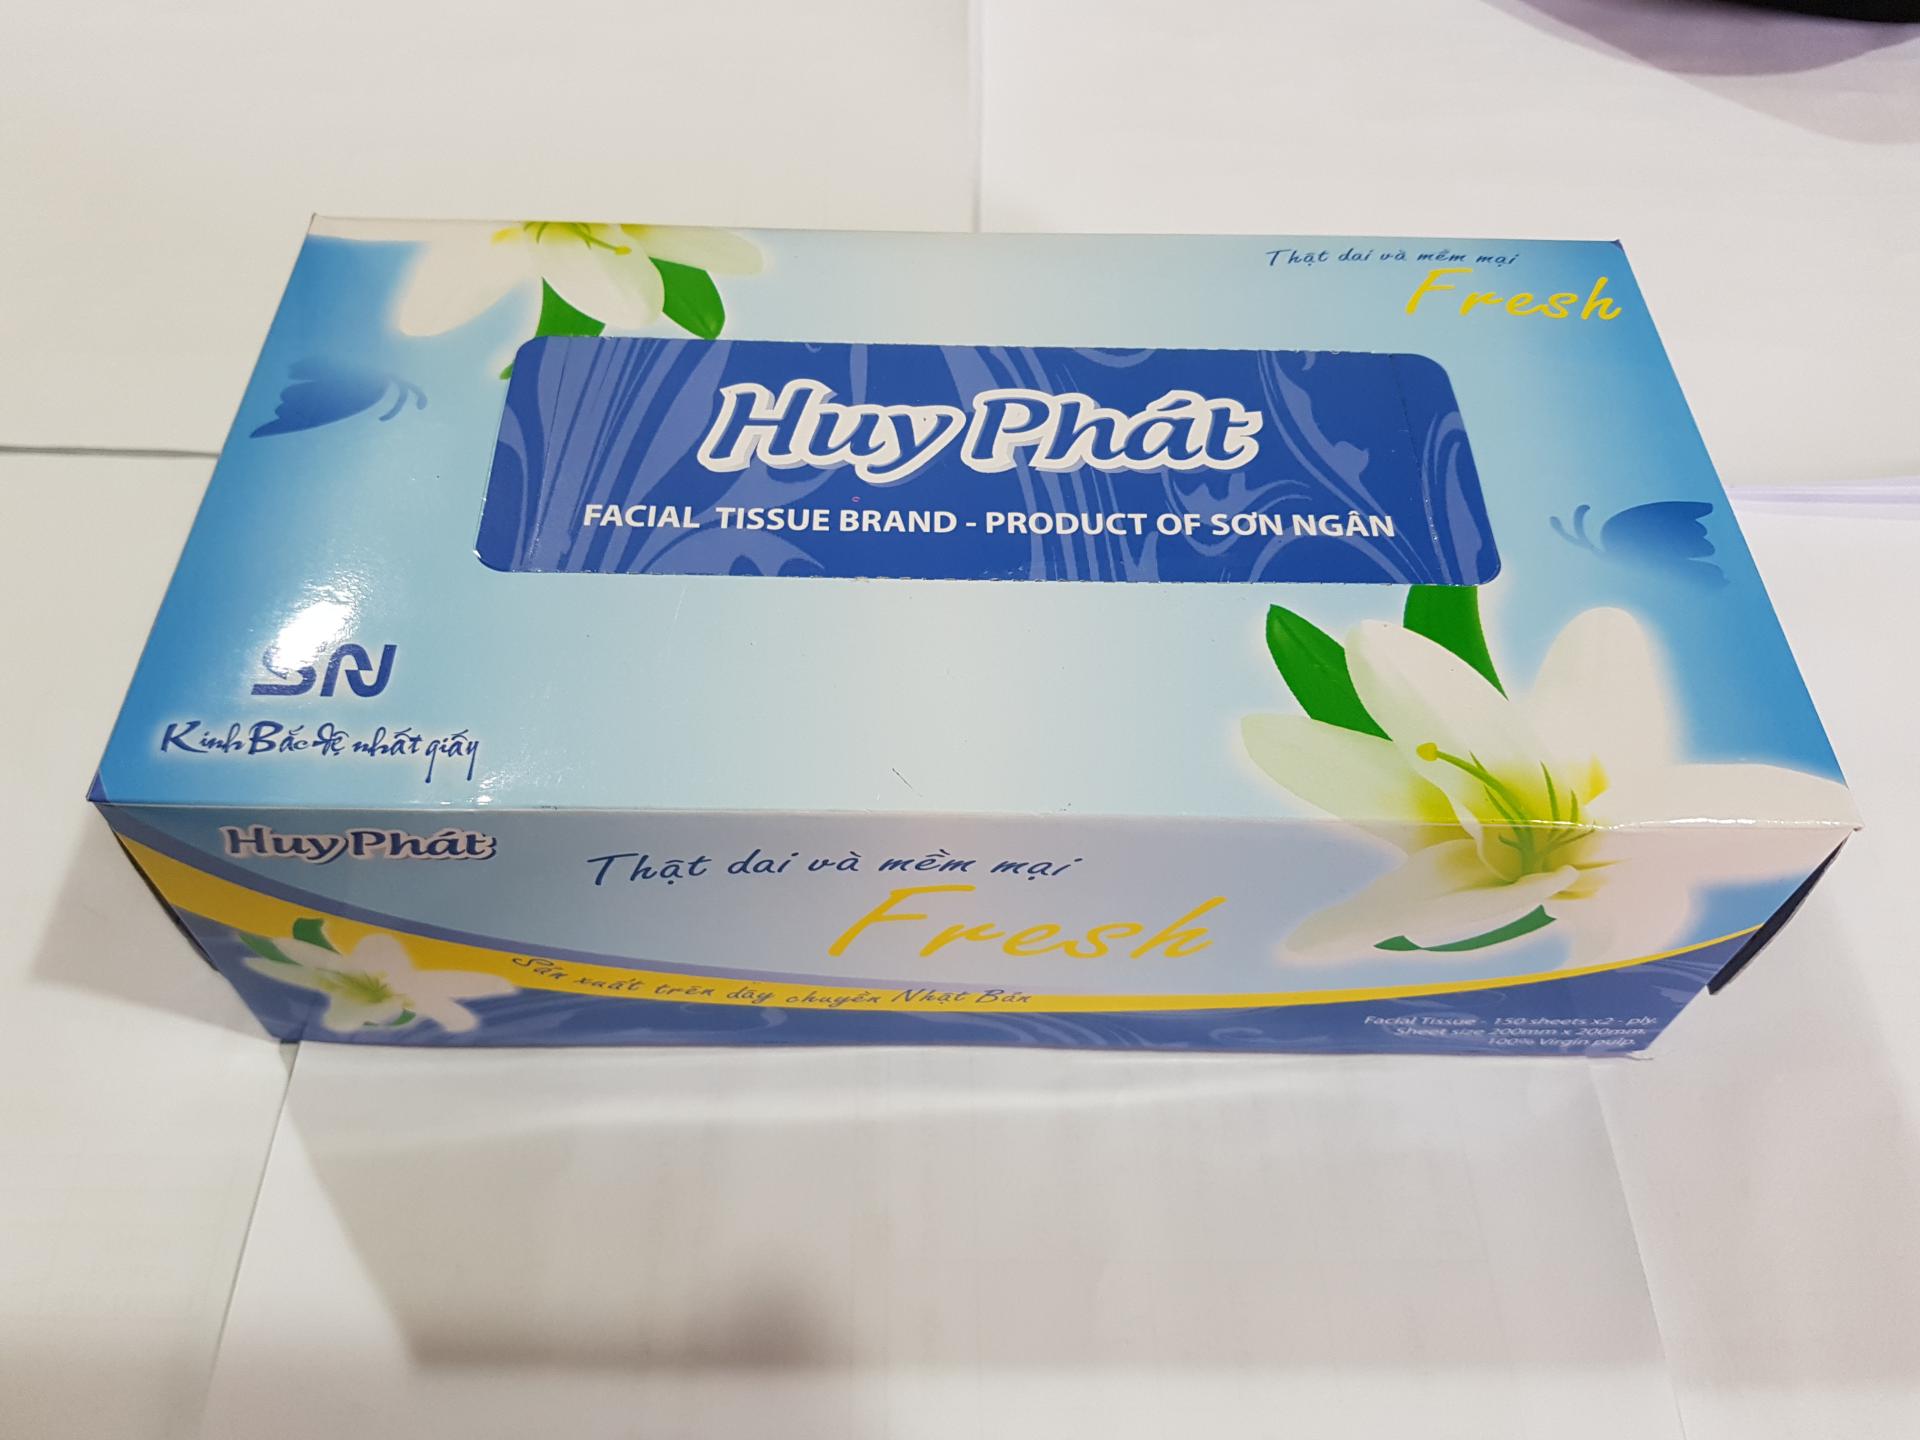 Thật dai và mềm mại
Fresh
Huy Phát
FACIAL TISSUE BRAND - PRODUCT OF SƠN NGÂN
SN
Kinh Bắc đệ nhất giấy
Huy Phát
Thật dai và mềm mại
Fresh
Sản xuất trên dây chuyền Nhật Bản
Facial Tissue - 150 sheets x2 - ply.
Sheet size 200mm x 200mm.
100% Virgin pulp.